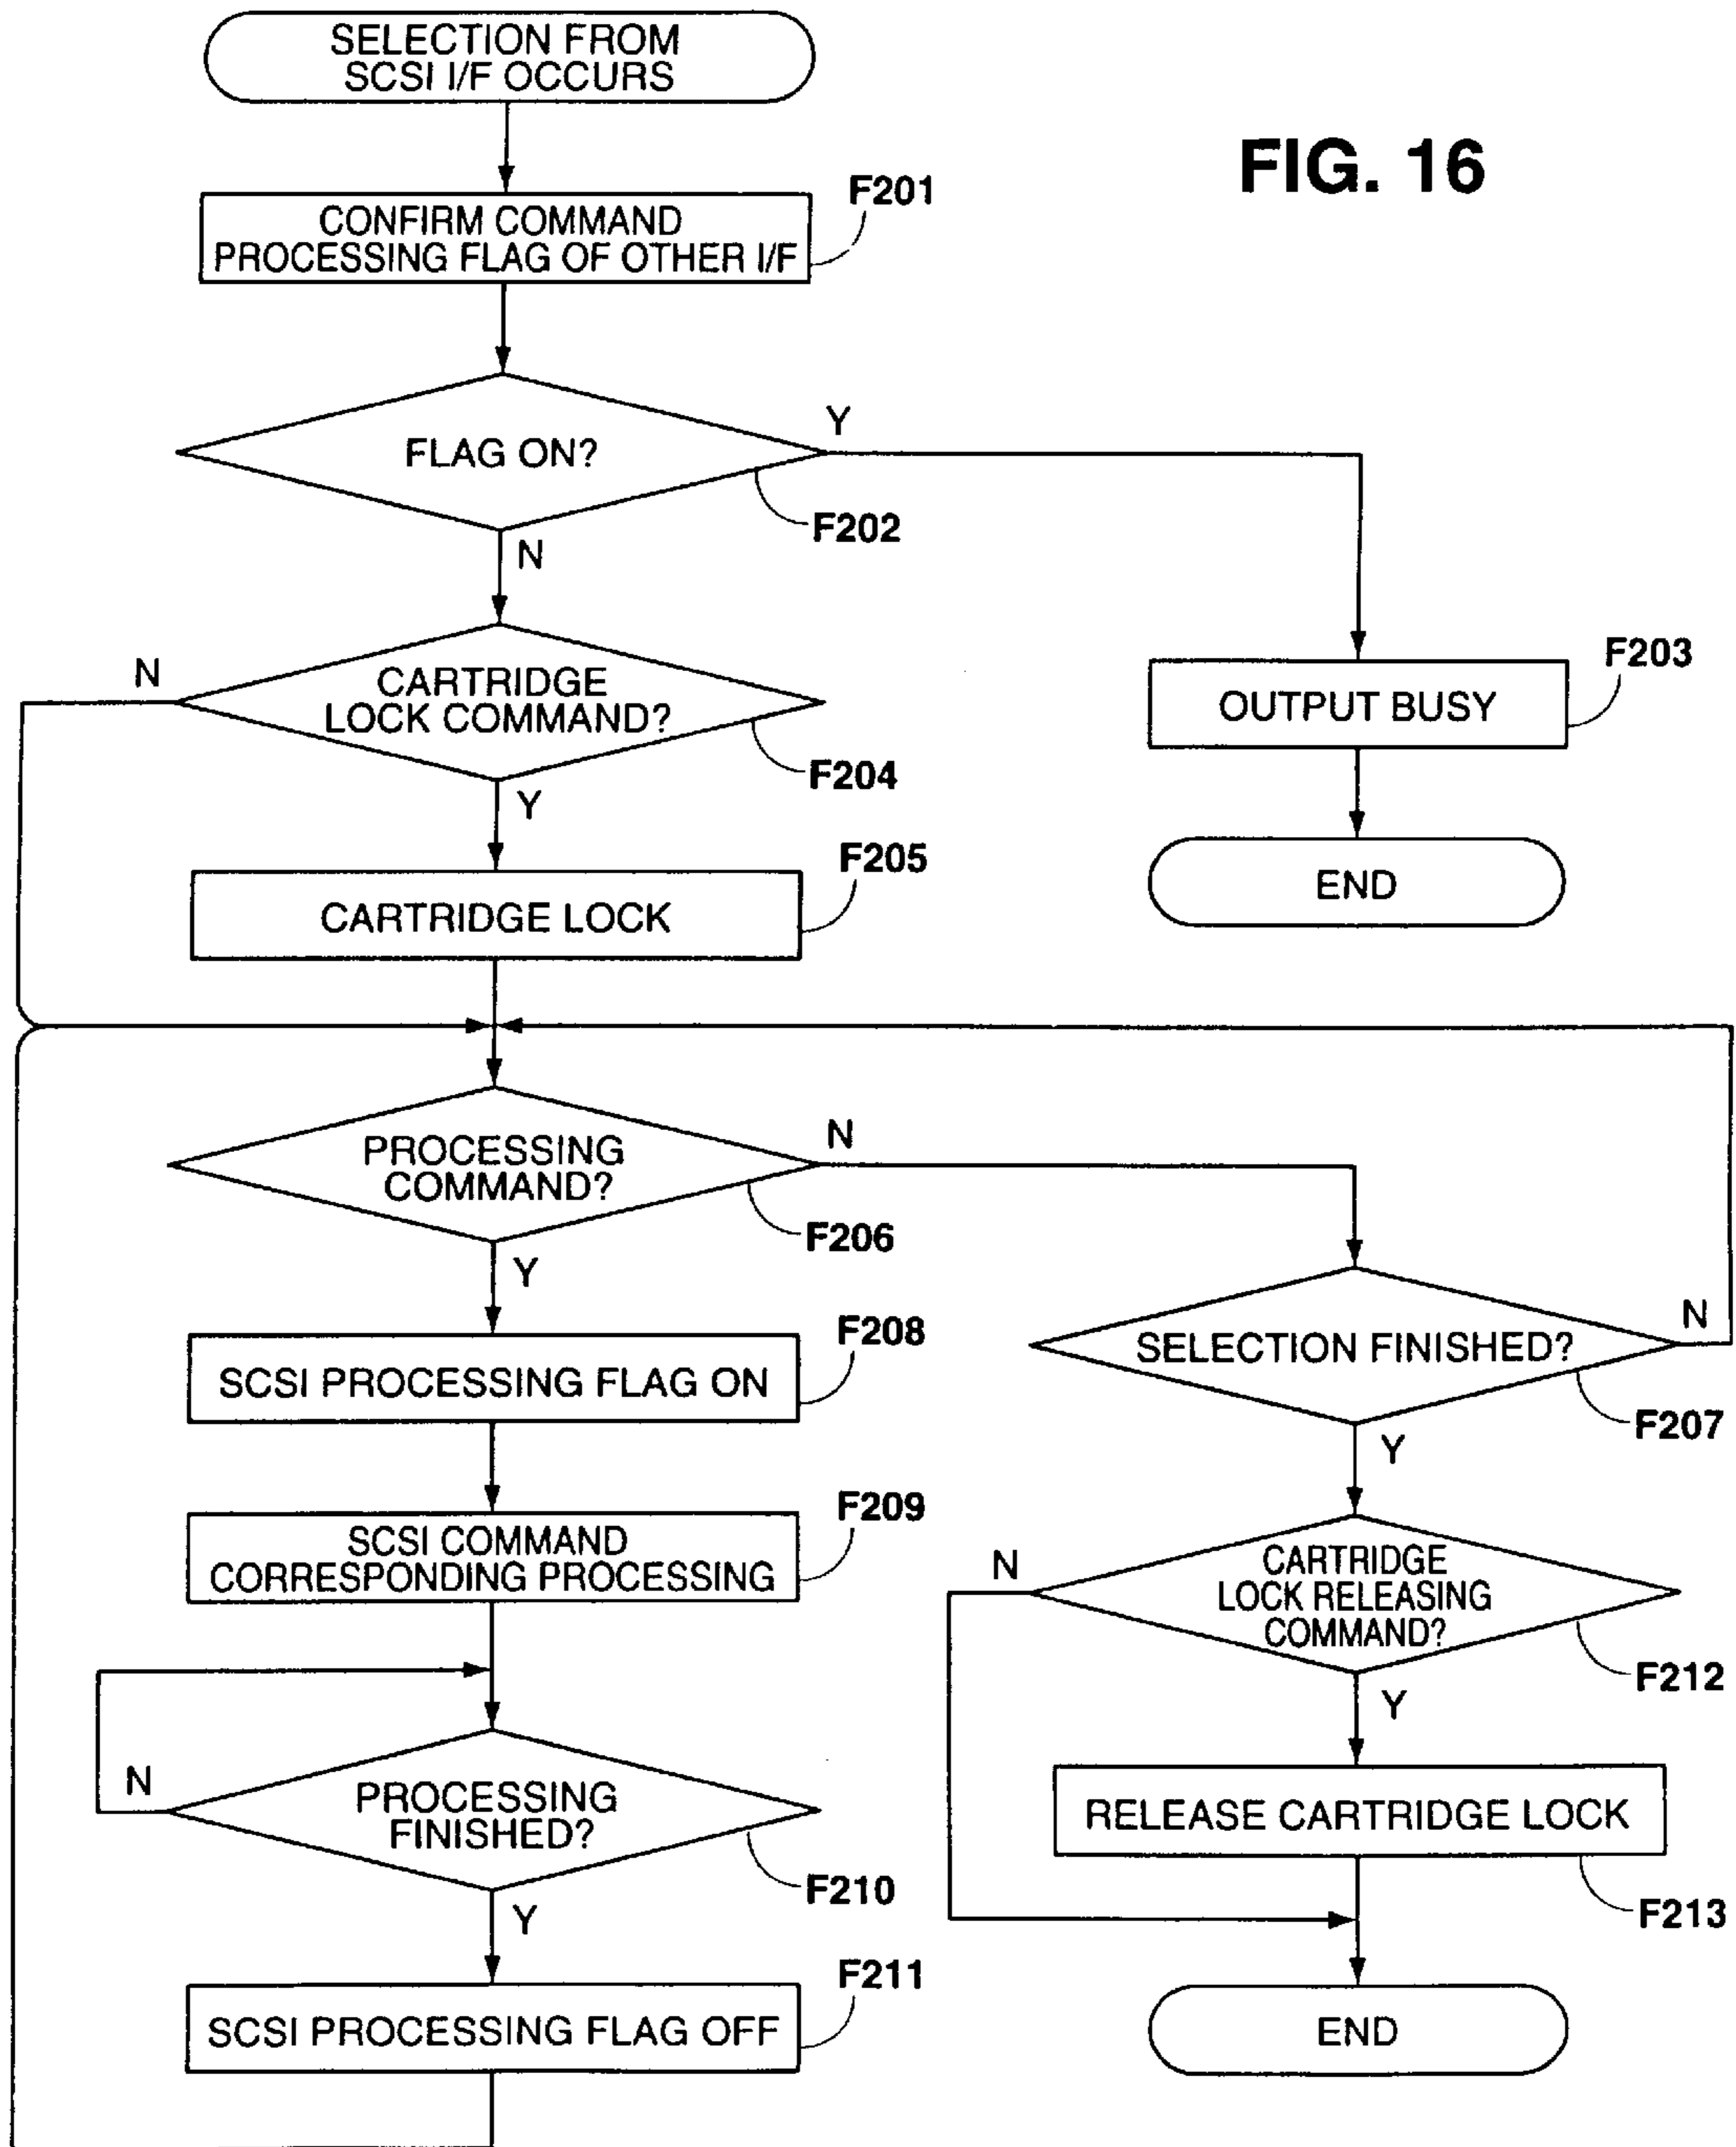 SELECTION FROM
SCSI I/F OCCURS
FIG. 16
F201
CONFIRM COMMAND
PROCESSING FLAG OF OTHER I/F
FLAG ON?
Y
F202
N
N
CARTRIDGE
LOCK COMMAND?
F204
Y
F203
OUTPUT BUSY
END
F205
CARTRIDGE LOCK
PROCESSING
COMMAND?
N
F206
Y
SELECTION FINISHED?
N
F207
Y
F208
SCSI PROCESSING FLAG ON
F209
SCSI COMMAND
CORRESPONDING PROCESSING
N
CARTRIDGE
LOCK RELEASING
COMMAND?
F212
Y
N
PROCESSING
FINISHED?
F210
Y
RELEASE CARTRIDGE LOCK
F213
F211
SCSI PROCESSING FLAG OFF
END